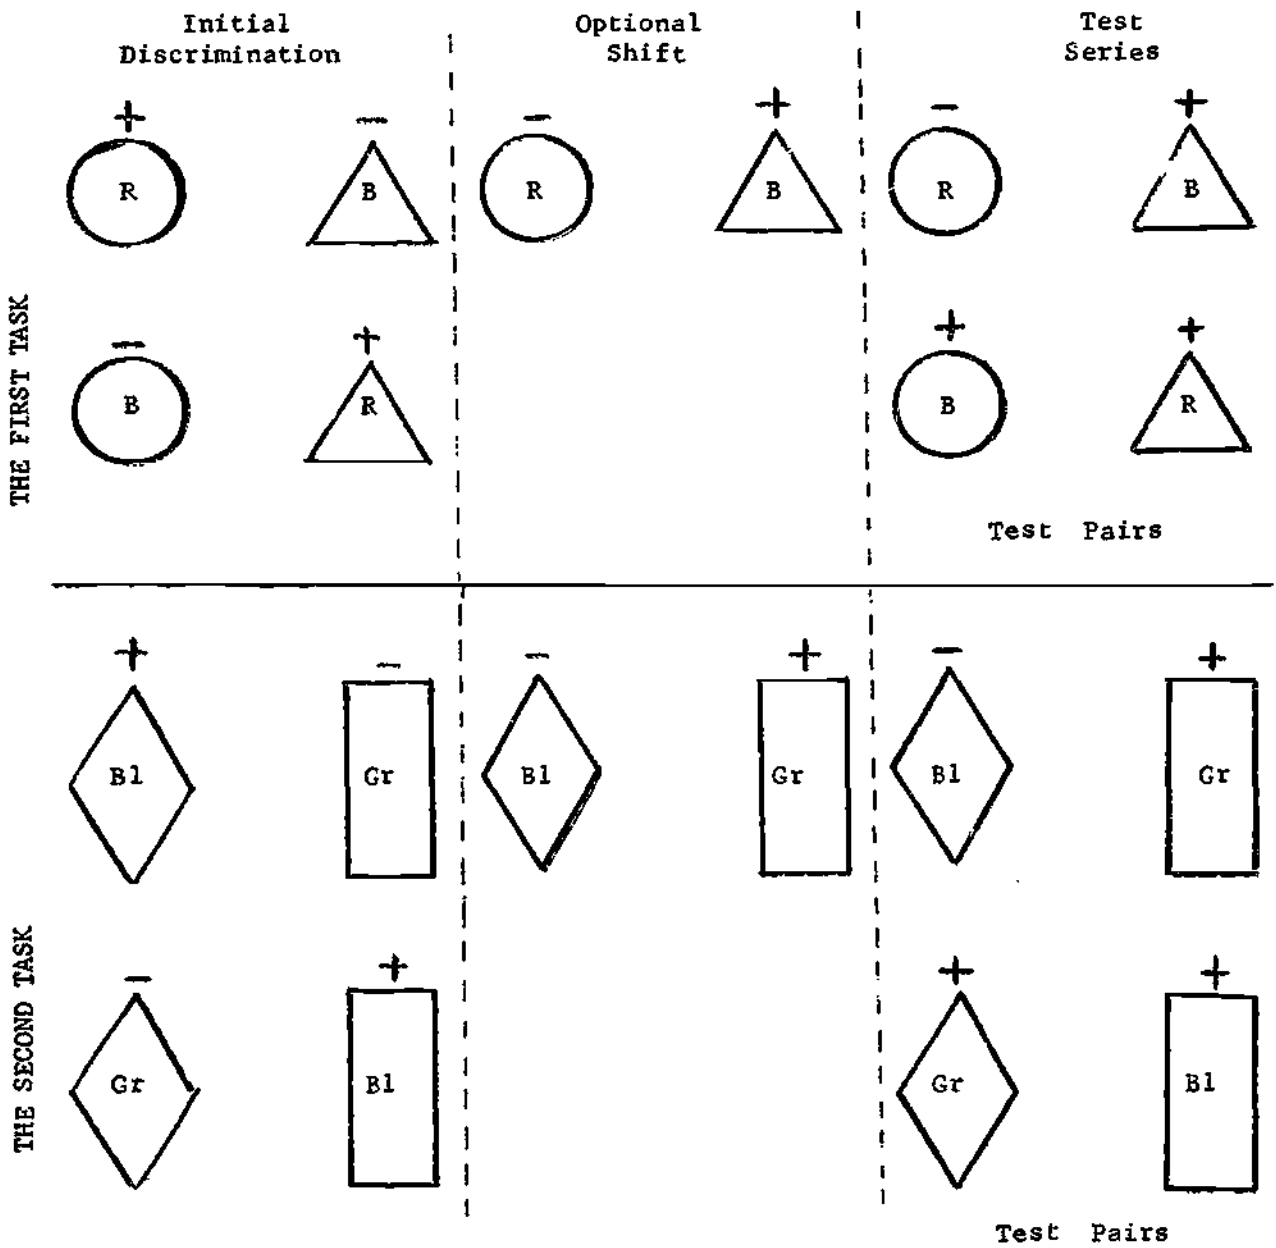 Initial
Discrimination
Optional
Shift
Test
Series
THE FIRST TASK
+ − − + − +
R B R B R B
− + + +
B R B R
Test Pairs
THE SECOND TASK
+ − − + − +
Bl Gr Bl Gr Bl Gr
− + + +
Gr Bl Gr Bl
Test Pairs